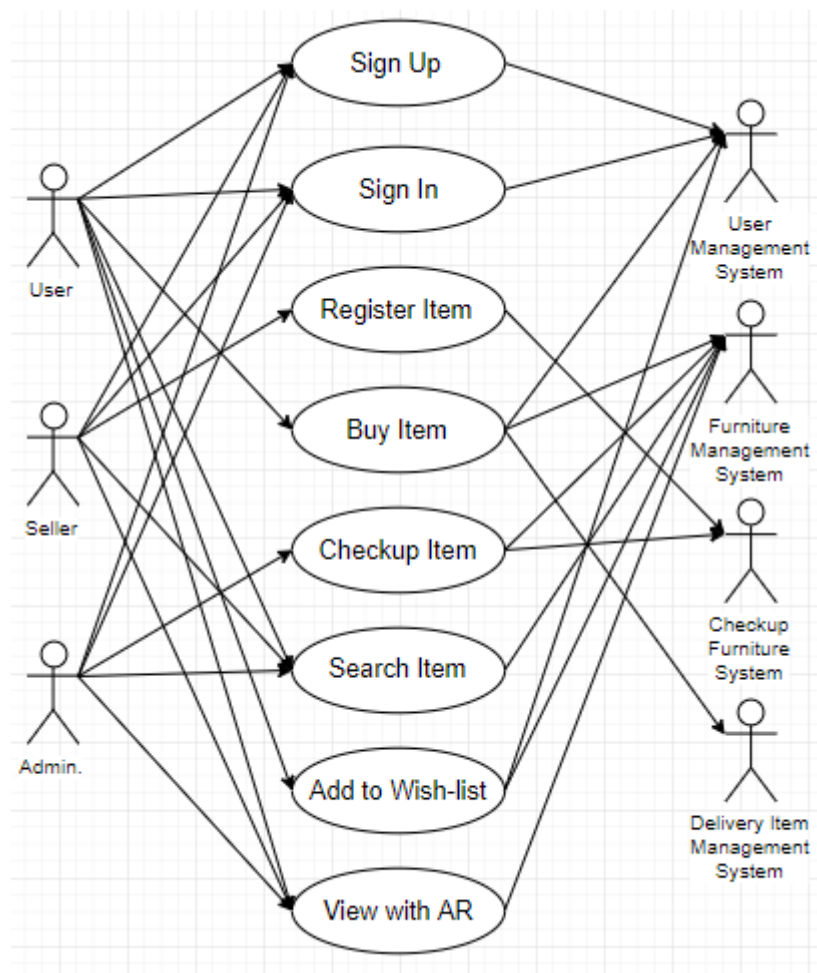 Sign Up
Sign In
Register Item
Buy Item
Checkup Item
Search Item
Add to Wish-list
View with AR
User
Seller
Admin.
User
Management
System
Furniture
Management
System
Checkup
Furniture
System
Delivery Item
Management
System